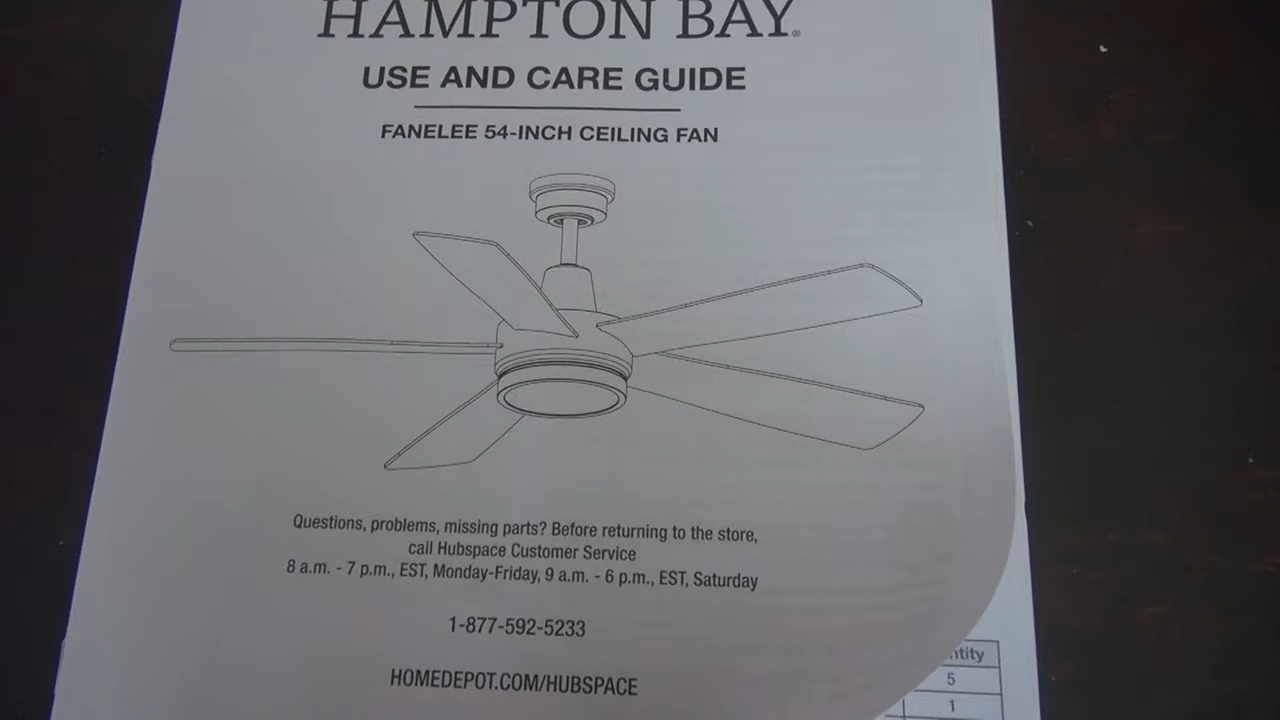 HAMPTON BAY®
USE AND CARE GUIDE
FANELEE 54-INCH CEILING FAN
Questions, problems, missing parts? Before returning to the store,
call Hubspace Customer Service
8 a.m. - 7 p.m., EST, Monday-Friday, 9 a.m. - 6 p.m., EST, Saturday
1-877-592-5233
HOMEDEPOT.COM/HUBSPACE
ntity
5
1